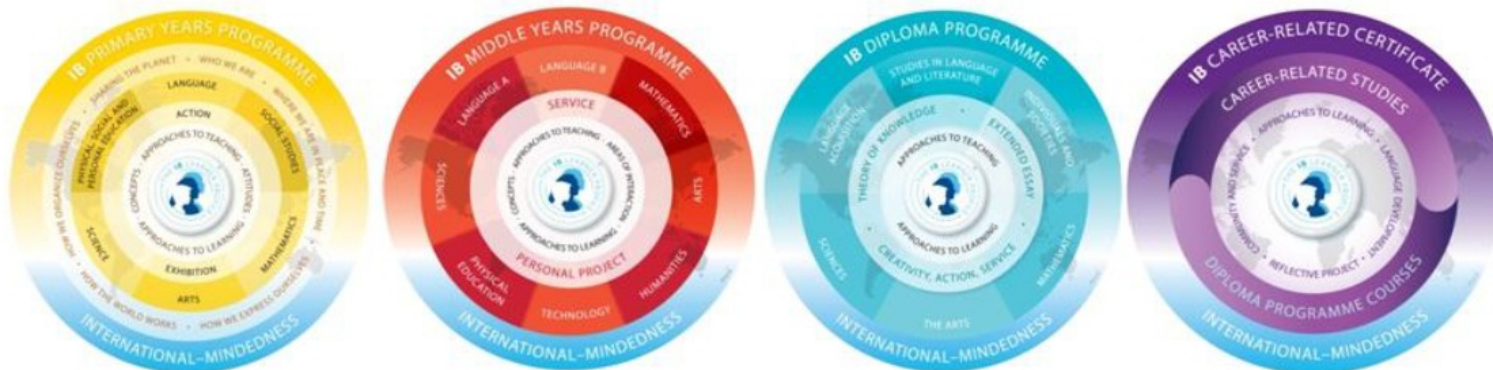 IB PRIMARY YEARS PROGRAMME
SHARING THE PLANET • WHO WE ARE • WHERE WE ARE IN PLACE AND TIME • HOW WE EXPRESS OURSELVES • HOW THE WORLD WORKS • HOW WE ORGANIZE OURSELVES •
LANGUAGE
SOCIAL STUDIES
MATHEMATICS
ARTS
SCIENCE
PHYSICAL, SOCIAL AND
PERSONAL EDUCATION
ACTION
EXHIBITION
APPROACHES TO TEACHING • ATTITUDES
APPROACHES TO LEARNING • CONCEPTS •
INTERNATIONAL–MINDEDNESS
IB MIDDLE YEARS PROGRAMME
LANGUAGE A
LANGUAGE B
MATHEMATICS
ARTS
HUMANITIES
TECHNOLOGY
PHYSICAL
EDUCATION
SCIENCES
SERVICE
PERSONAL PROJECT
APPROACHES TO TEACHING • AREAS OF INTERACTION •
APPROACHES TO LEARNING • CONCEPTS •
INTERNATIONAL–MINDEDNESS
IB DIPLOMA PROGRAMME
STUDIES IN LANGUAGE
AND LITERATURE
INDIVIDUALS AND
SOCIETIES
MATHEMATICS
THE ARTS
SCIENCES
LANGUAGE
ACQUISITION
THEORY OF KNOWLEDGE • EXTENDED ESSAY
• CREATIVITY, ACTION, SERVICE •
APPROACHES TO TEACHING
APPROACHES TO LEARNING
INTERNATIONAL–MINDEDNESS
IB CAREER-RELATED CERTIFICATE
CAREER-RELATED STUDIES
DIPLOMA PROGRAMME COURSES
APPROACHES TO LEARNING • LANGUAGE DEVELOPMENT
• REFLECTIVE PROJECT • COMMUNITY AND SERVICE •
INTERNATIONAL–MINDEDNESS